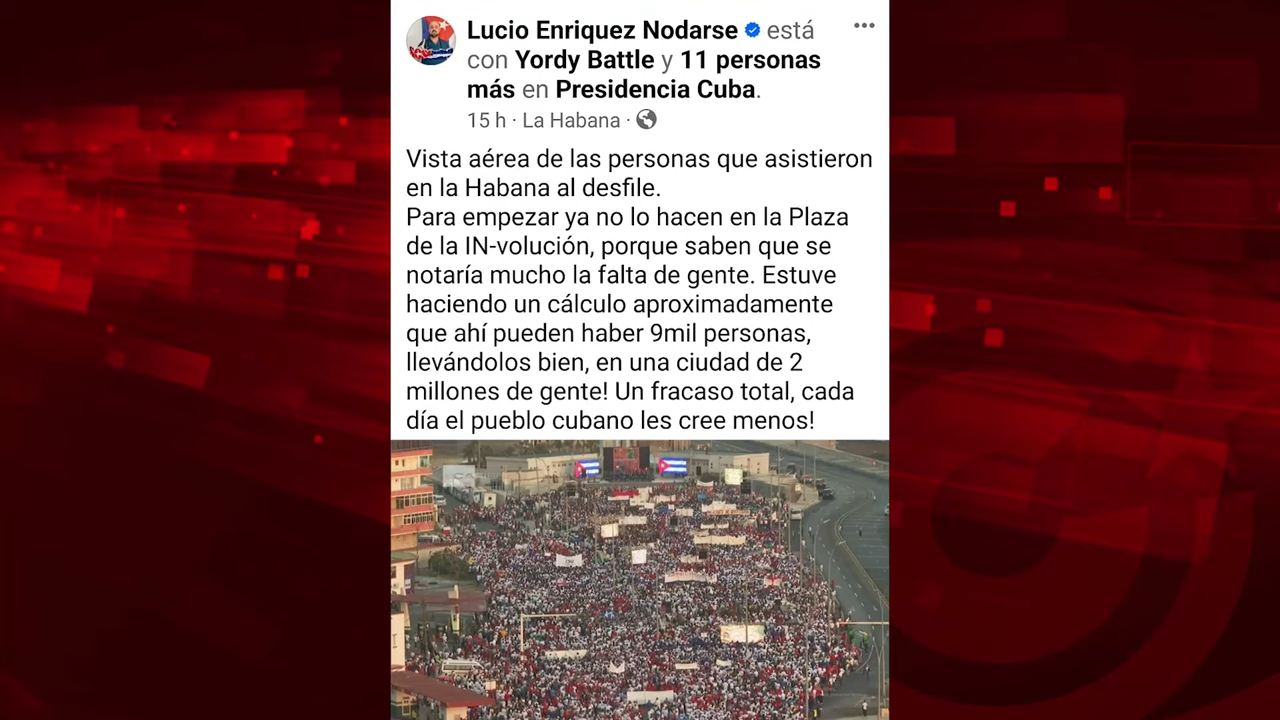 Lucio Enriquez Nodarse está
con Yordy Battle y 11 personas
más en Presidencia Cuba.
15 h · La Habana ·
Vista aérea de las personas que asistieron
en la Habana al desfile.
Para empezar ya no lo hacen en la Plaza
de la IN-volución, porque saben que se
notaría mucho la falta de gente. Estuve
haciendo un cálculo aproximadamente
que ahí pueden haber 9mil personas,
llevándolos bien, en una ciudad de 2
millones de gente! Un fracaso total, cada
día el pueblo cubano les cree menos!